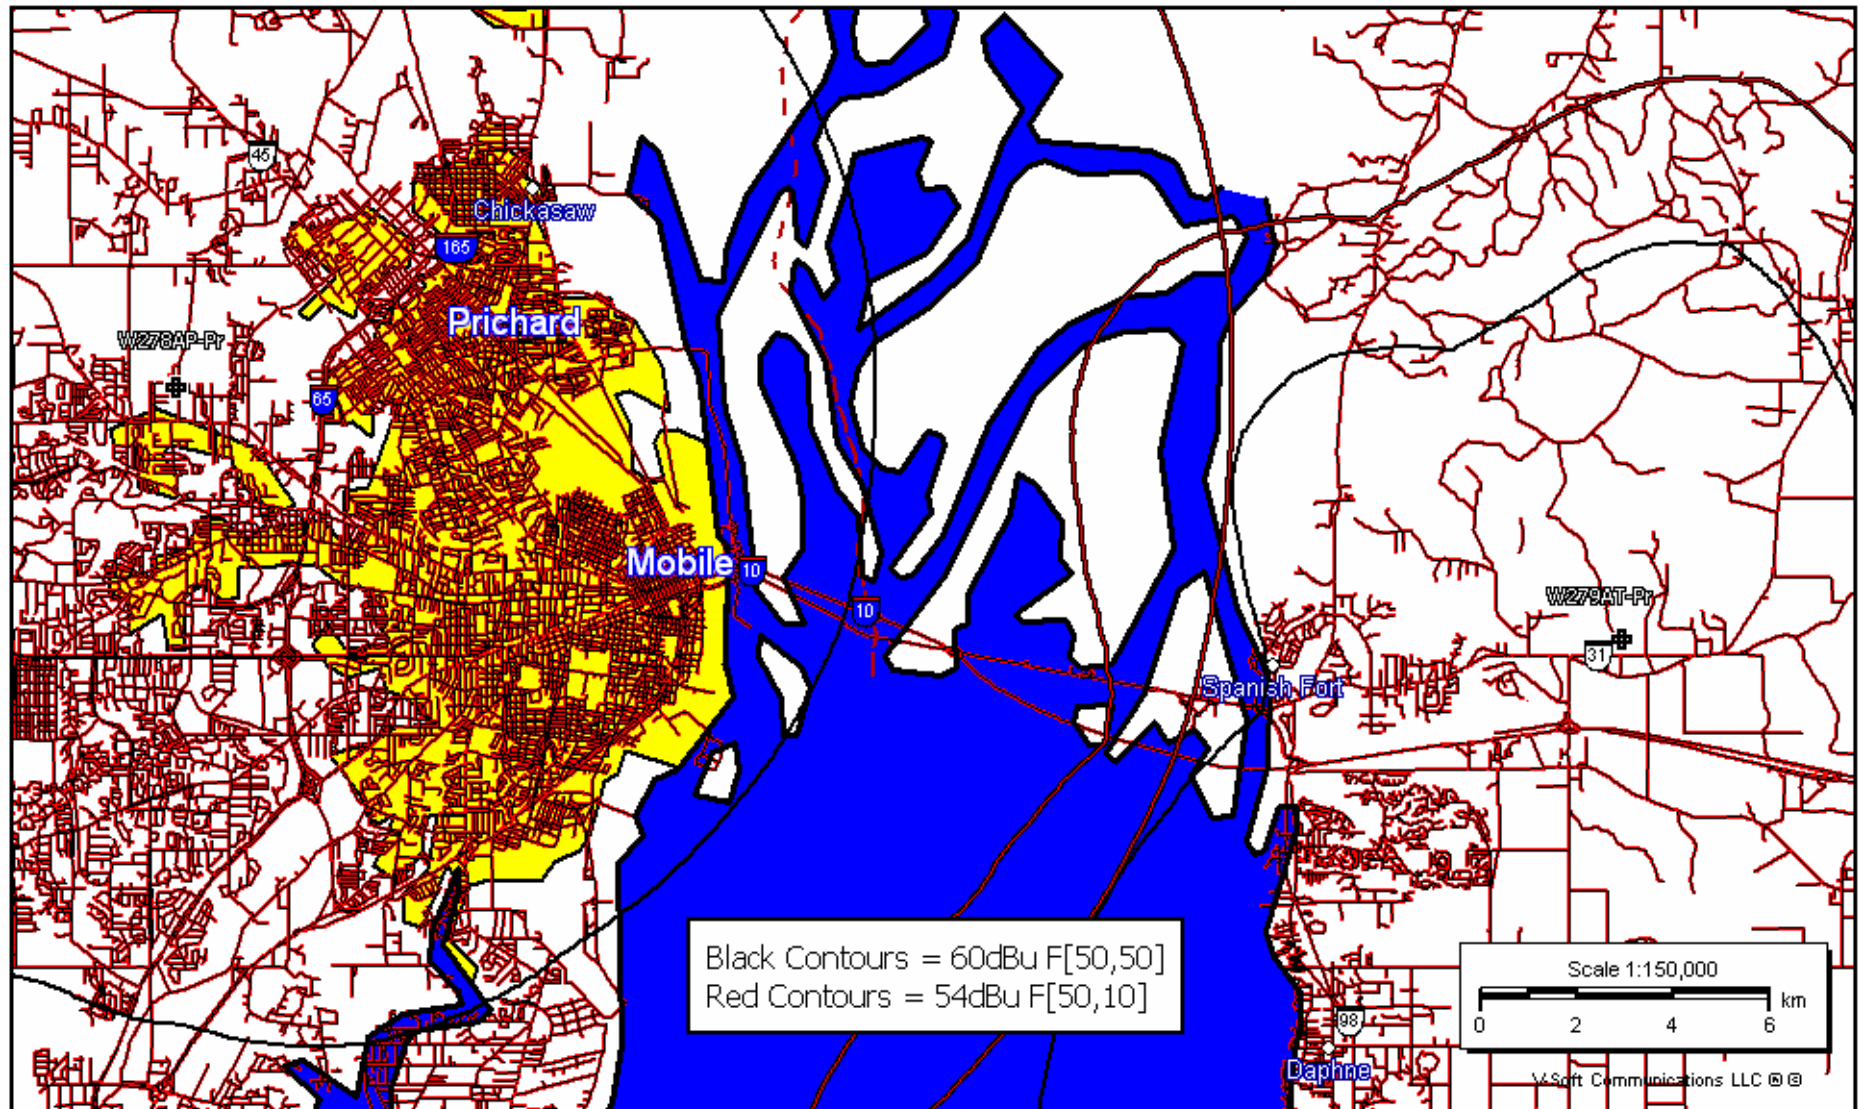 45
Chickasaw
165
Prichard
W278AP-Pr
65
Mobile
10
10
W279AT-Pr
31
Spanish Fort
Black Contours = 60dBu F[50,50]
Red Contours = 54dBu F[50,10]
Scale 1:150,000
km
0 2 4 6
98
Daphne
V-Soft Communications LLC ® ©